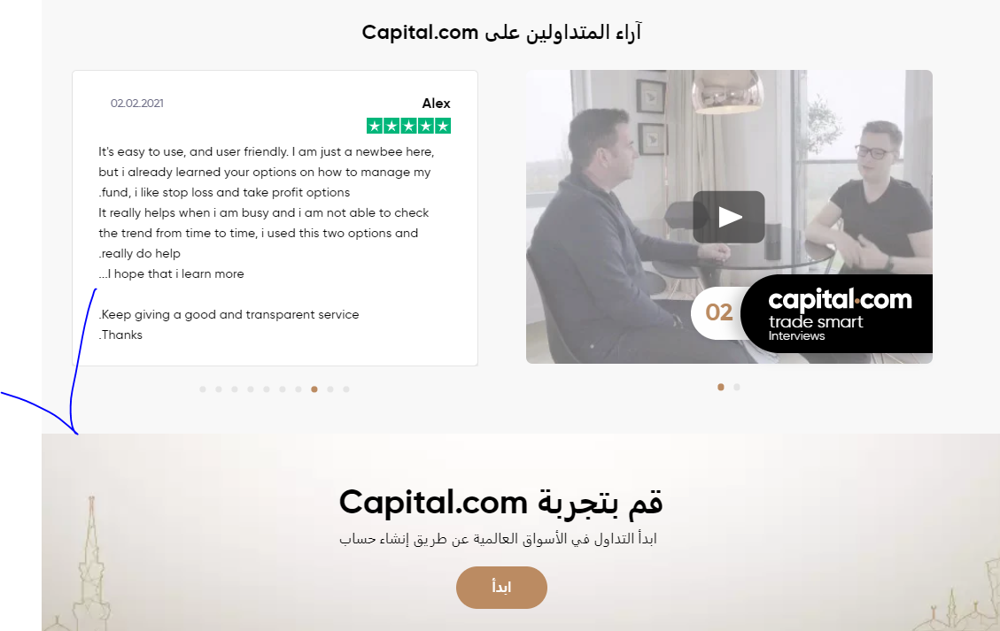 آراء المتداولين على Capital.com
Alex
02.02.2021
It's easy to use, and user friendly. I am just a newbee here,
but i already learned your options on how to manage my
.fund, i like stop loss and take profit options
It really helps when i am busy and i am not able to check
the trend from time to time, i used this two options and
.really do help
...I hope that i learn more
.Keep giving a good and transparent service
.Thanks
02
capital.com
trade smart
Interviews
قم بتجربة Capital.com
ابدأ التداول في الأسواق العالمية عن طريق إنشاء حساب
ابدأ